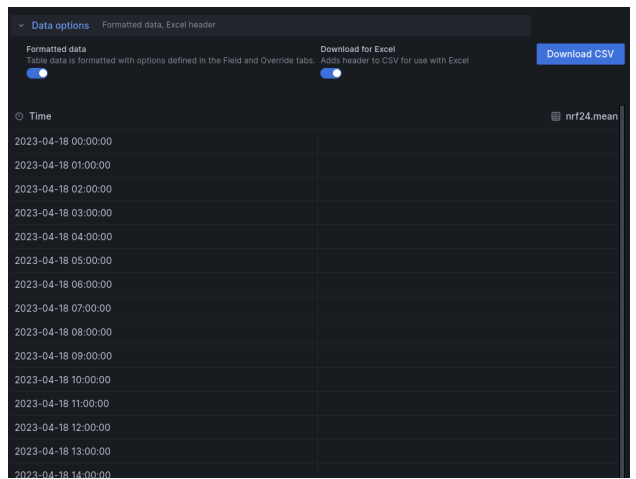 Data options Formatted data, Excel header
Formatted data
Table data is formatted with options defined in the Field and Override tabs.
Download for Excel
Adds header to CSV for use with Excel
Download CSV
Time nrf24.mean
2023-04-18 00:00:00
2023-04-18 01:00:00
2023-04-18 02:00:00
2023-04-18 03:00:00
2023-04-18 04:00:00
2023-04-18 05:00:00
2023-04-18 06:00:00
2023-04-18 07:00:00
2023-04-18 08:00:00
2023-04-18 09:00:00
2023-04-18 10:00:00
2023-04-18 11:00:00
2023-04-18 12:00:00
2023-04-18 13:00:00
2023-04-18 14:00:00